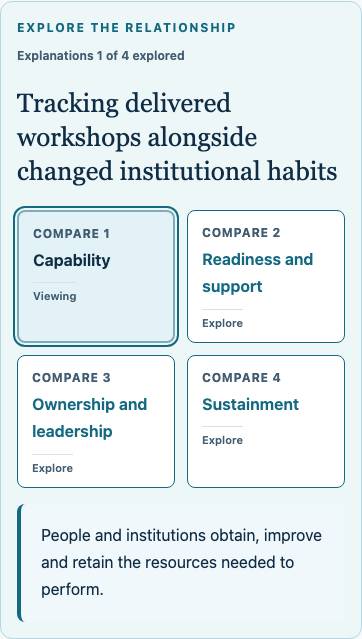 EXPLORE THE RELATIONSHIP
Explanations 1 of 4 explored
Tracking delivered
workshops alongside
changed institutional habits
COMPARE 1
Capability
Viewing
COMPARE 2
Readiness and
support
Explore
COMPARE 3
Ownership and
leadership
Explore
COMPARE 4
Sustainment
Explore
People and institutions obtain, improve
and retain the resources needed to
perform.